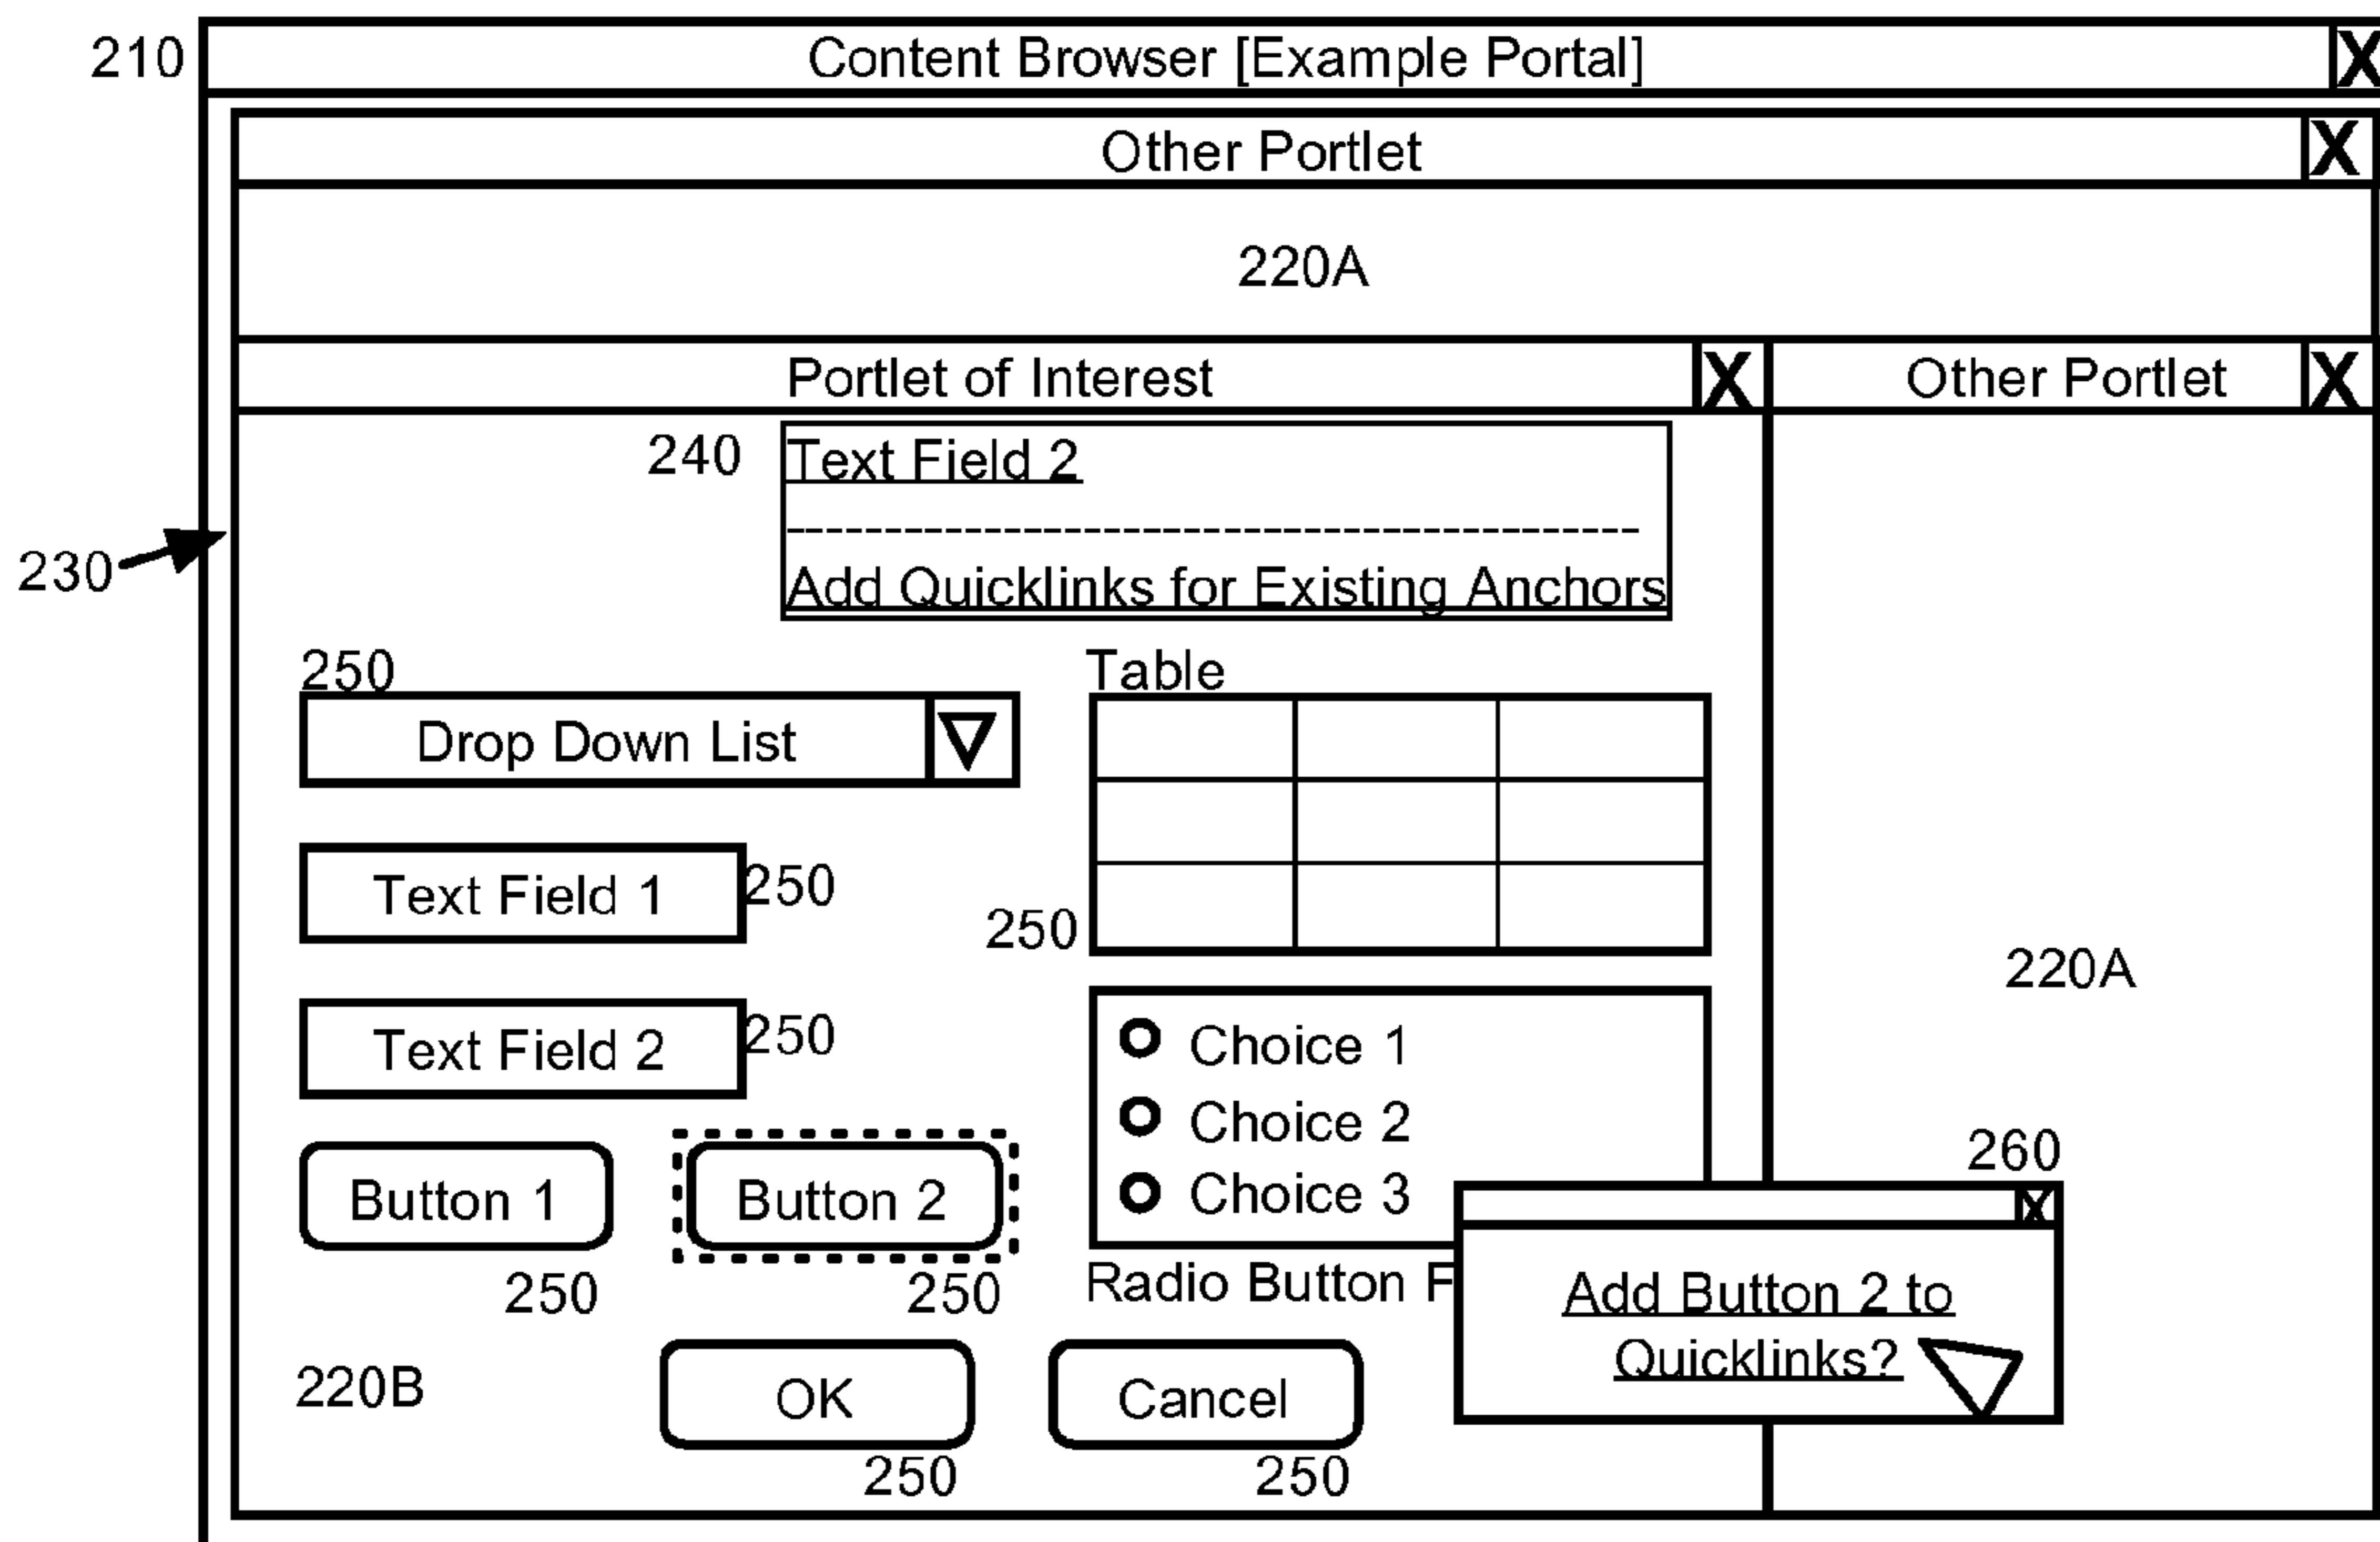 210
Content Browser [Example Portal]
X
Other Portlet
X
220A
Portlet of Interest
X
Other Portlet
X
240
Text Field 2
--------------------------------------------------
Add Quicklinks for Existing Anchors
230
250
Drop Down List
Table
Text Field 1
250
250
Text Field 2
250
220A
Choice 1
Choice 2
Choice 3
Button 1
Button 2
250
250
Radio Button F
260
X
Add Button 2 to
Quicklinks?
220B
OK
Cancel
250
250